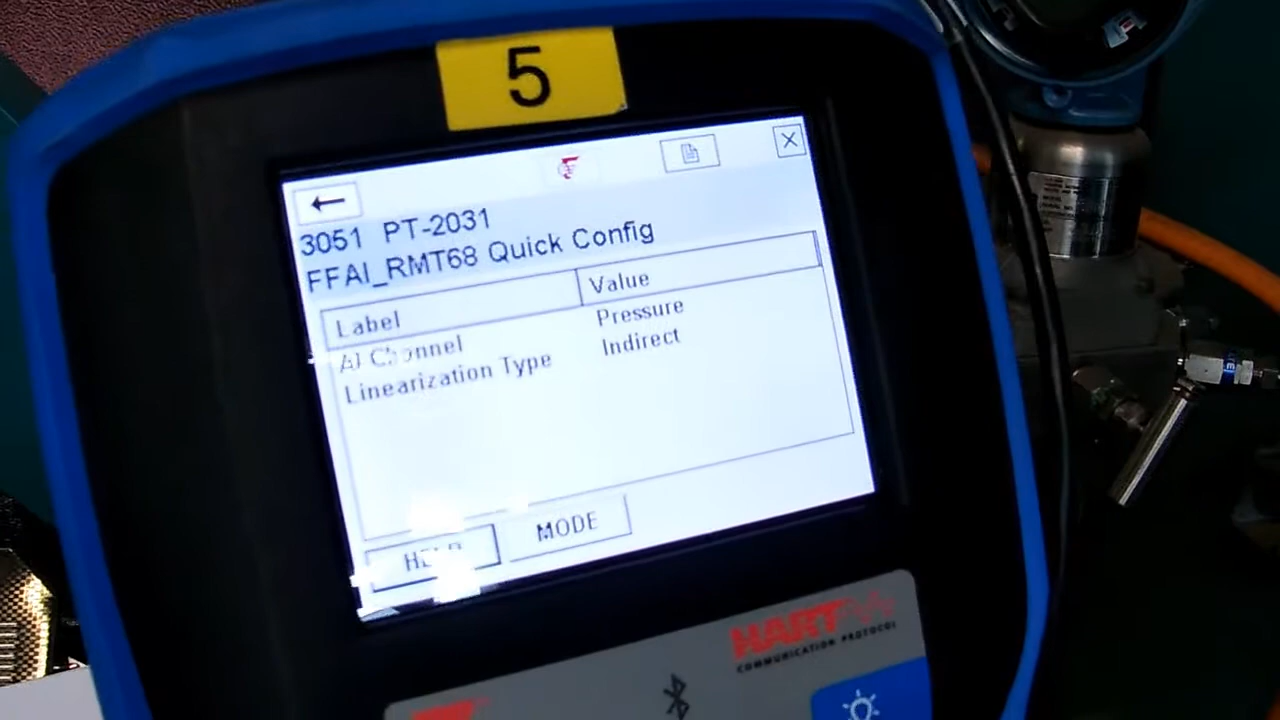 5
3051 PT-2031
FFAI_RMT68 Quick Config
Label Value
AI Channel Pressure
Linearization Type Indirect
HELP MODE
HART
COMMUNICATION PROTOCOL